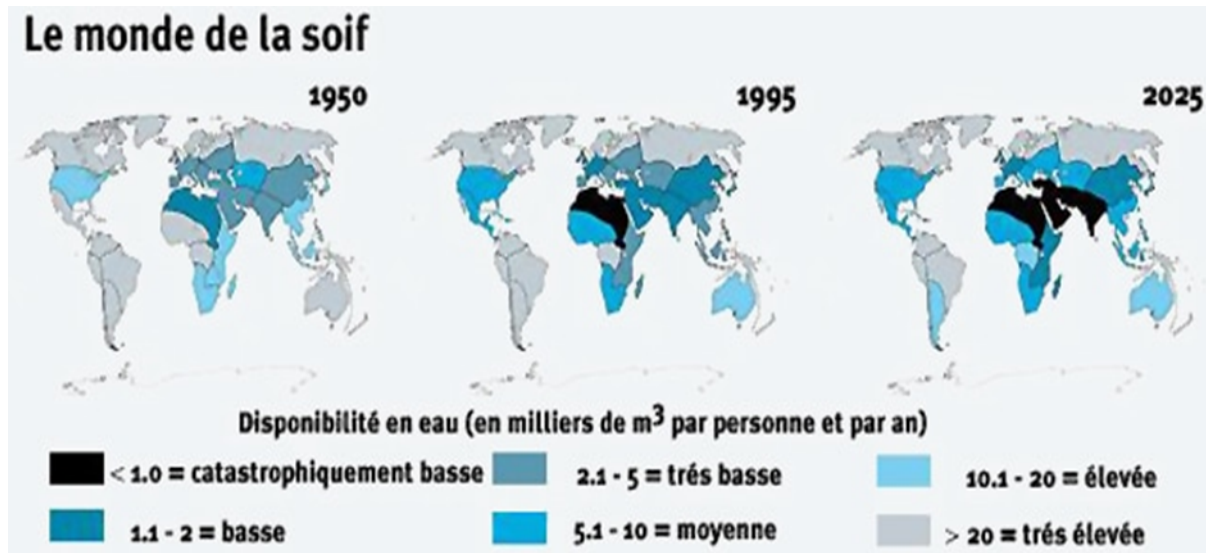 Le monde de la soif
1950
1995
2025
Disponibilité en eau (en milliers de m³ par personne et par an)
< 1.0 = catastrophiquement basse
2.1 - 5 = trés basse
10.1 - 20 = élevée
1.1 - 2 = basse
5.1 - 10 = moyenne
> 20 = trés élevée